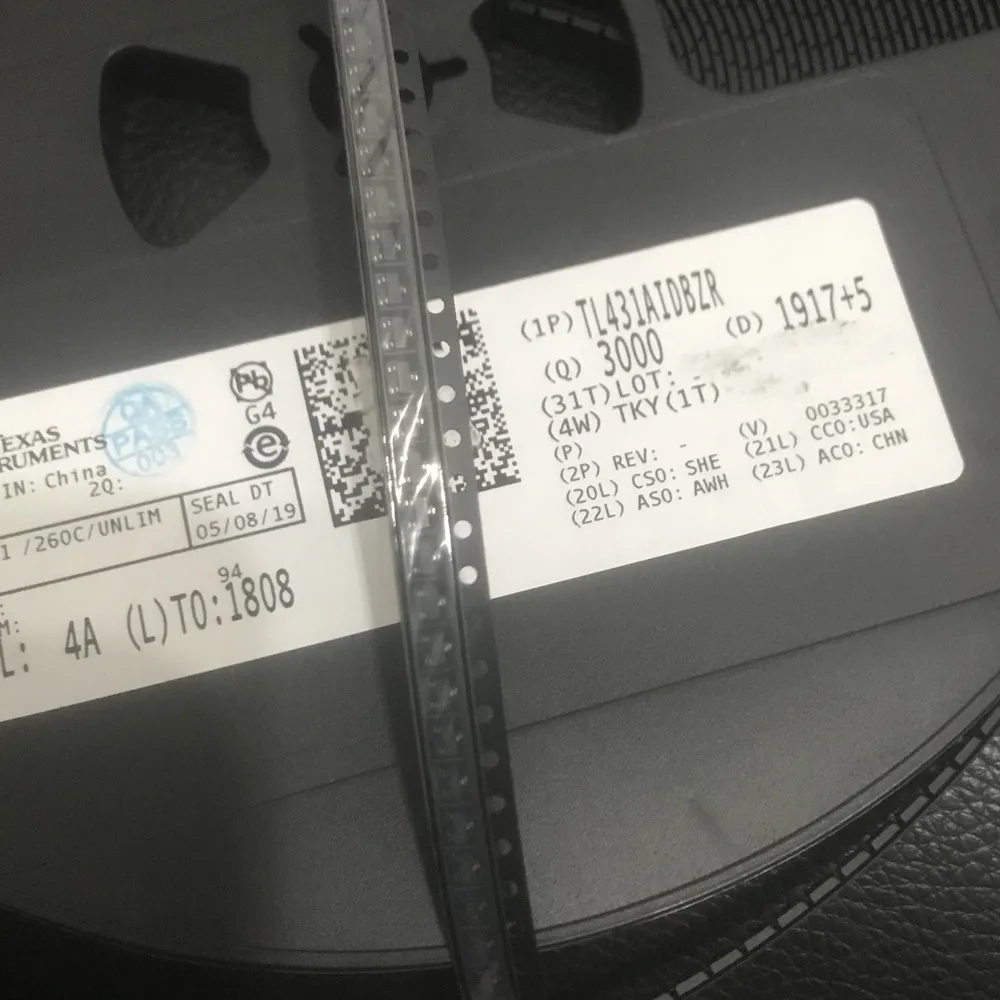 (1P) TL431AIDBZR
(Q) 3000 (D) 1917+5
(31T)LOT: -
(4W) TKY(1T)
(P)
(2P) REV: - (V) 0033317
(20L) CSO: SHE (21L) CCO:USA
(22L) ASO: AWH (23L) ACO: CHN
Pb
G4
e
EXAS
RUMENTS
IN: China
2Q:
1 /260C/UNLIM
SEAL DT
05/08/19
94
M:
L: 4A (L)TO:1808